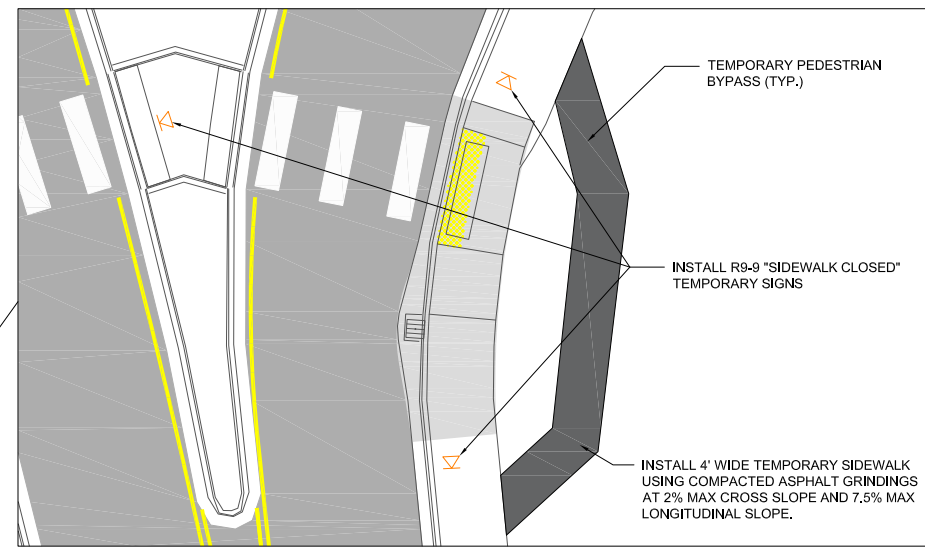 TEMPORARY PEDESTRIAN
BYPASS (TYP.)
INSTALL R9-9 "SIDEWALK CLOSED"
TEMPORARY SIGNS
INSTALL 4' WIDE TEMPORARY SIDEWALK
USING COMPACTED ASPHALT GRINDINGS
AT 2% MAX CROSS SLOPE AND 7.5% MAX
LONGITUDINAL SLOPE.